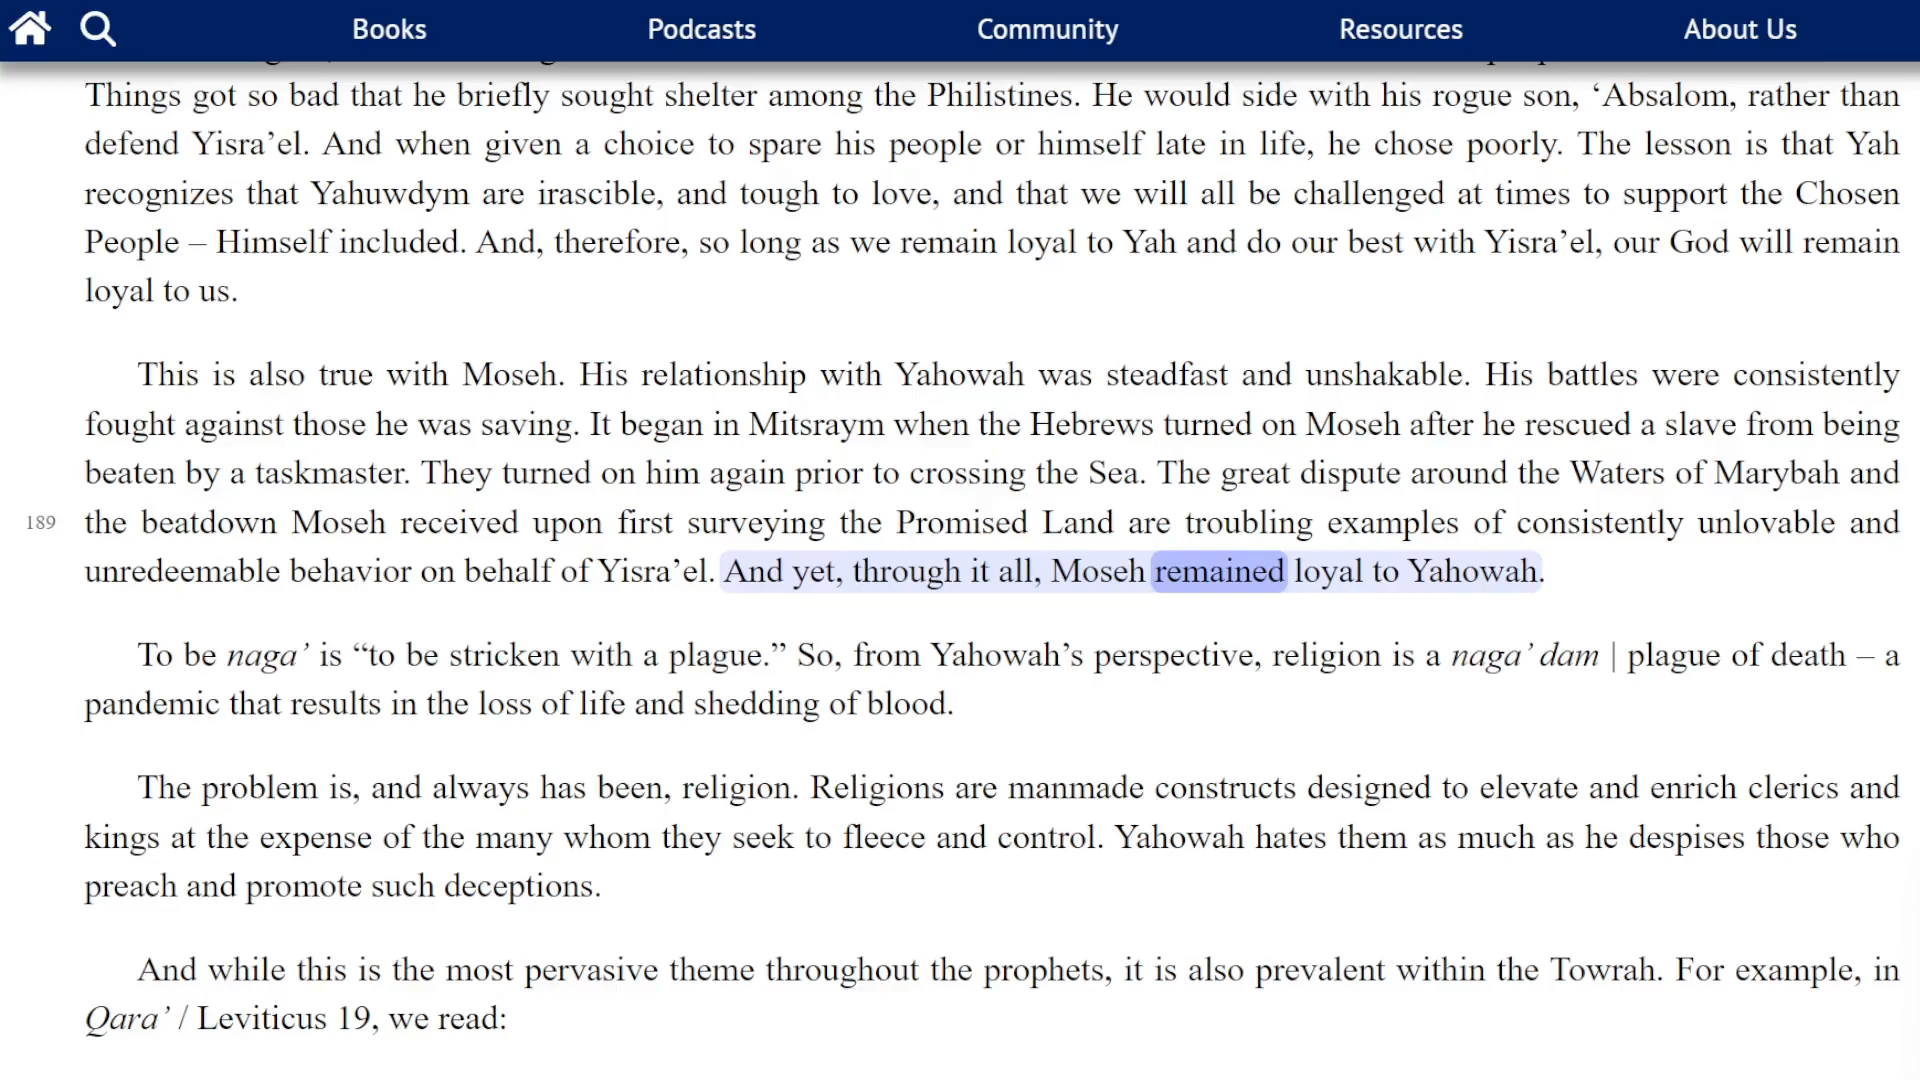 Books Podcasts Community Resources About Us
Things got so bad that he briefly sought shelter among the Philistines. He would side with his rogue son, ‘Absalom, rather than
defend Yisra’el. And when given a choice to spare his people or himself late in life, he chose poorly. The lesson is that Yah
recognizes that Yahuwdym are irascible, and tough to love, and that we will all be challenged at times to support the Chosen
People – Himself included. And, therefore, so long as we remain loyal to Yah and do our best with Yisra’el, our God will remain
loyal to us.
This is also true with Moseh. His relationship with Yahowah was steadfast and unshakable. His battles were consistently
fought against those he was saving. It began in Mitsraym when the Hebrews turned on Moseh after he rescued a slave from being
beaten by a taskmaster. They turned on him again prior to crossing the Sea. The great dispute around the Waters of Marybah and
189 the beatdown Moseh received upon first surveying the Promised Land are troubling examples of consistently unlovable and
unredeemable behavior on behalf of Yisra’el. And yet, through it all, Moseh remained loyal to Yahowah.
To be naga’ is “to be stricken with a plague.” So, from Yahowah’s perspective, religion is a naga’ dam | plague of death – a
pandemic that results in the loss of life and shedding of blood.
The problem is, and always has been, religion. Religions are manmade constructs designed to elevate and enrich clerics and
kings at the expense of the many whom they seek to fleece and control. Yahowah hates them as much as he despises those who
preach and promote such deceptions.
And while this is the most pervasive theme throughout the prophets, it is also prevalent within the Towrah. For example, in
Qara’ / Leviticus 19, we read: